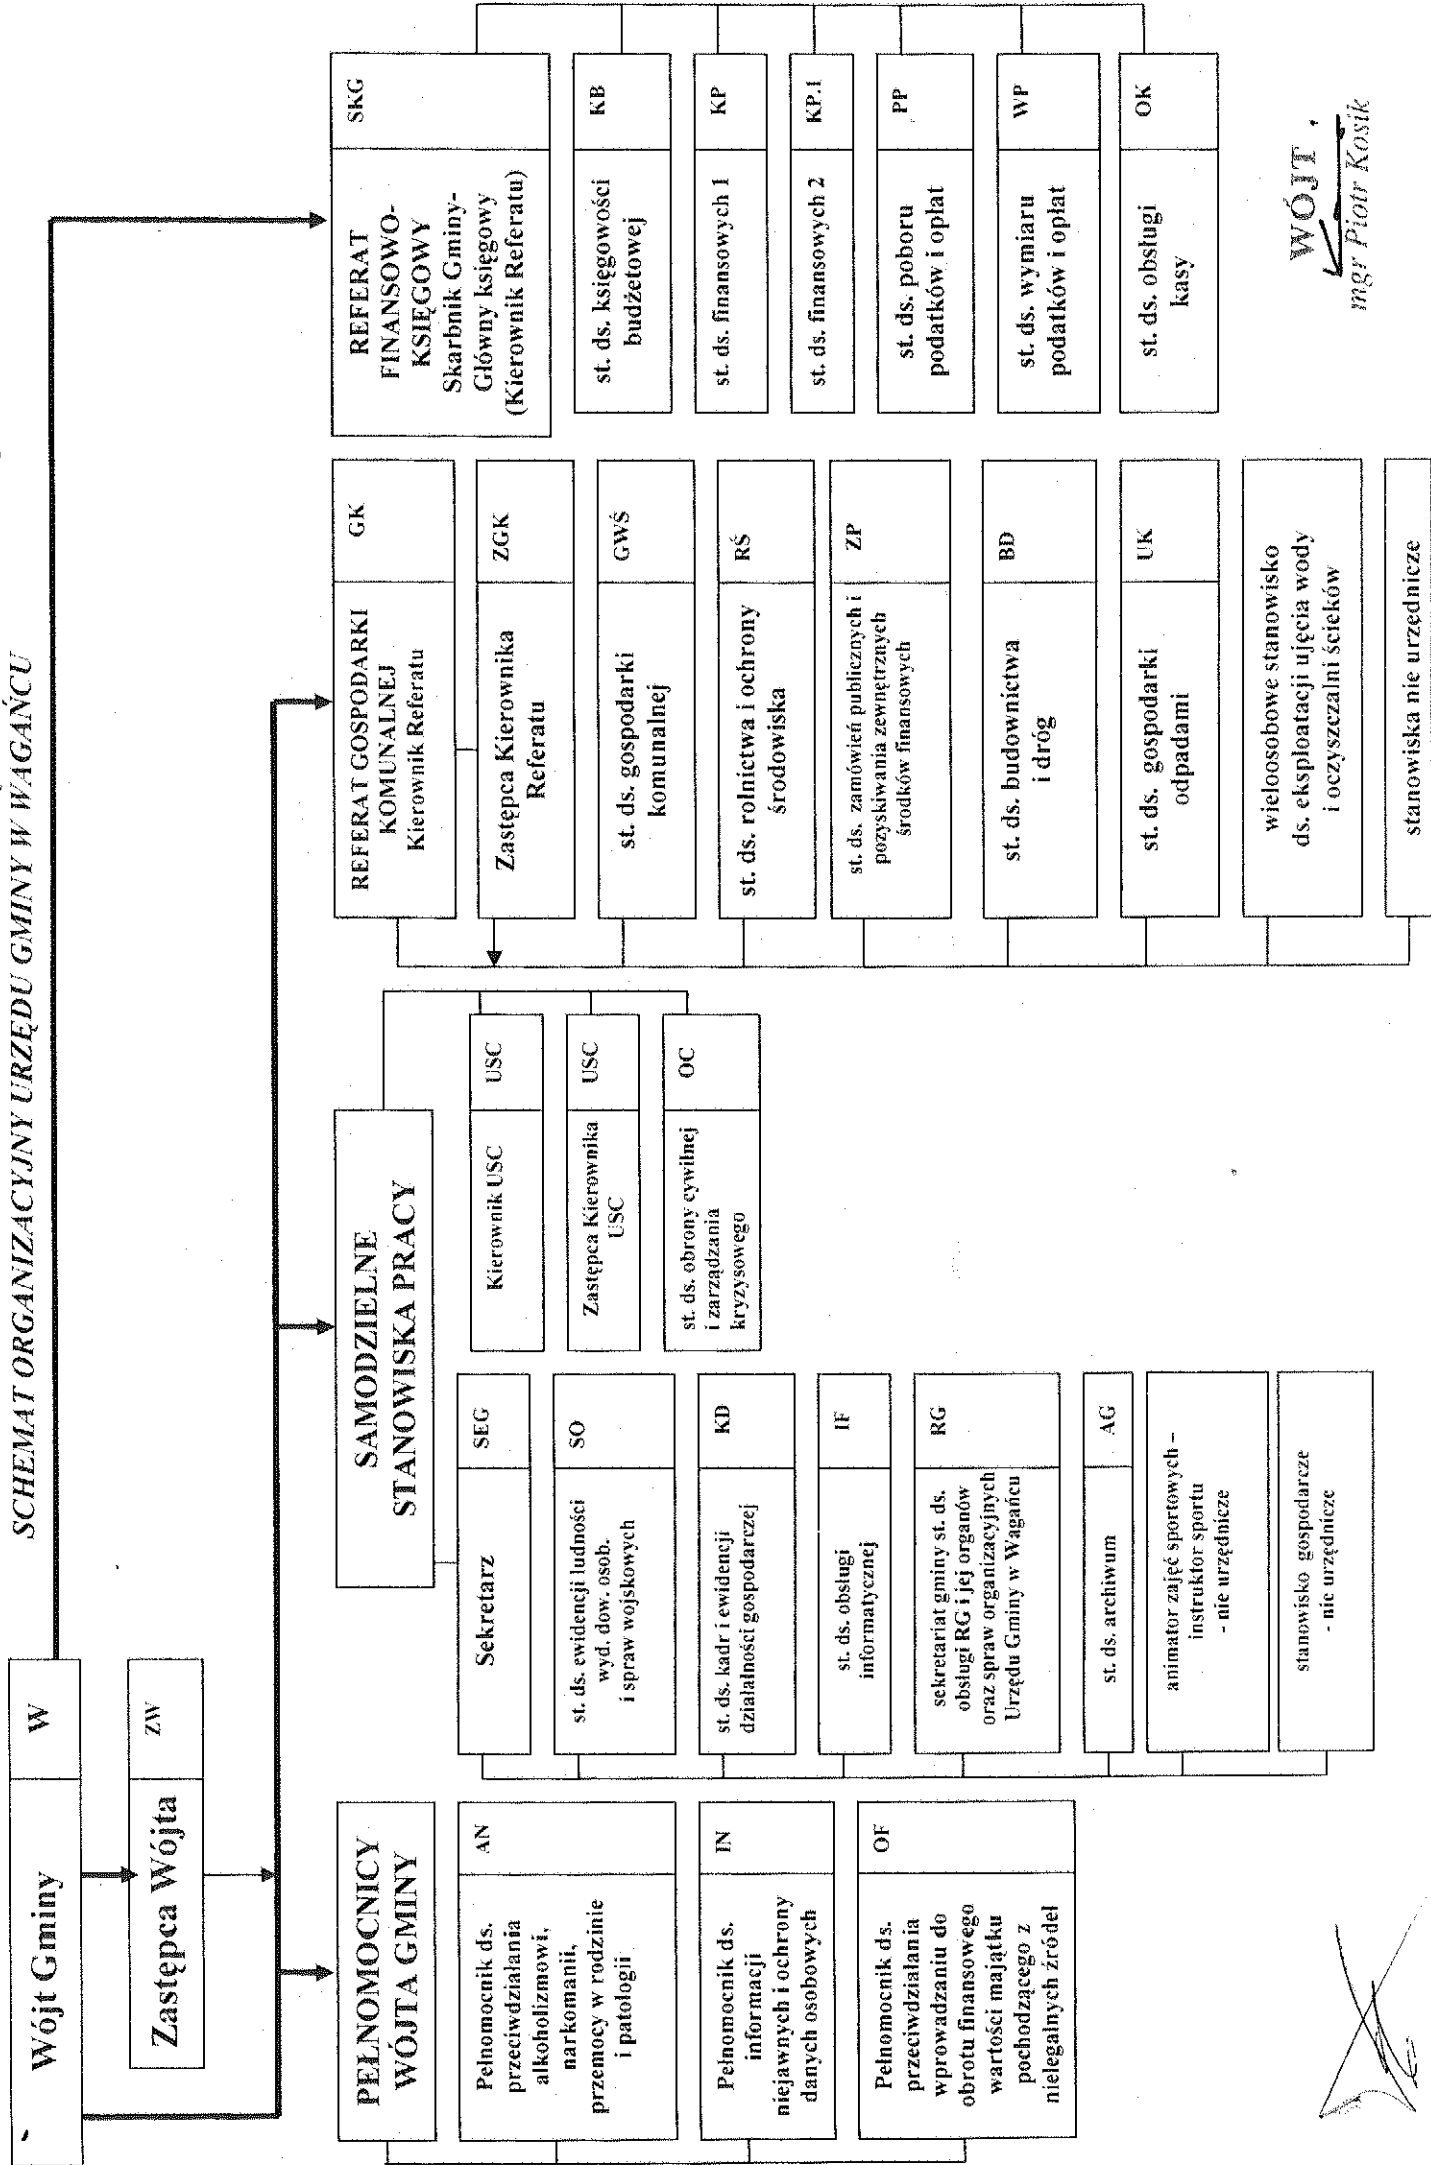 SCHEMAT ORGANIZACYJNY URZĘDU GMINY W WAGAŃCU
Wójt Gminy
W
Zastępca Wójta
ZW
PEŁNOMOCNICY
WÓJTA GMINY
Pełnomocnik ds.
przeciwdziałania
alkoholizmowi,
narkomanii,
przemocy w rodzinie
i patologii
AN
Pełnomocnik ds.
informacji
niejawnych i ochrony
danych osobowych
IN
Pełnomocnik ds.
przeciwdziałania
wprowadzaniu do
obrotu finansowego
wartości majątku
pochodzącego z
nielegalnych źródeł
OF
SAMODZIELNE
STANOWISKA PRACY
Sekretarz
SEG
st. ds. ewidencji ludności
wyd. dow. osob.
i spraw wojskowych
SO
st. ds. kadr i ewidencji
działalności gospodarczej
KD
st. ds. obsługi
informatycznej
IF
sekretariat gminy st. ds.
obsługi RG i jej organów
oraz spraw organizacyjnych
Urzędu Gminy w Wagańcu
RG
st. ds. archiwum
AG
animator zajęć sportowych –
instruktor sportu
- nie urzędnicze
stanowisko gospodarcze
- nie urzędnicze
Kierownik USC
USC
Zastępca Kierownika
USC
USC
st. ds. obrony cywilnej
i zarządzania
kryzysowego
OC
REFERAT GOSPODARKI
KOMUNALNEJ
Kierownik Referatu
GK
Zastępca Kierownika
Referatu
ZGK
st. ds. gospodarki
komunalnej
GWŚ
st. ds. rolnictwa i ochrony
środowiska
RŚ
st. ds. zamówień publicznych i
pozyskiwania zewnętrznych
środków finansowych
ZP
st. ds. budownictwa
i dróg
BD
st. ds. gospodarki
odpadami
UK
wieloosobowe stanowisko
ds. eksploatacji ujęcia wody
i oczyszczalni ścieków
stanowiska nie urzędnicze
REFERAT
FINANSOWO-
KSIĘGOWY
Skarbnik Gminy-
Główny księgowy
(Kierownik Referatu)
SKG
st. ds. księgowości
budżetowej
KB
st. ds. finansowych 1
KP
st. ds. finansowych 2
KP.1
st. ds. poboru
podatków i opłat
PP
st. ds. wymiaru
podatków i opłat
WP
st. ds. obsługi
kasy
OK
WÓJT
mgr Piotr Kosik